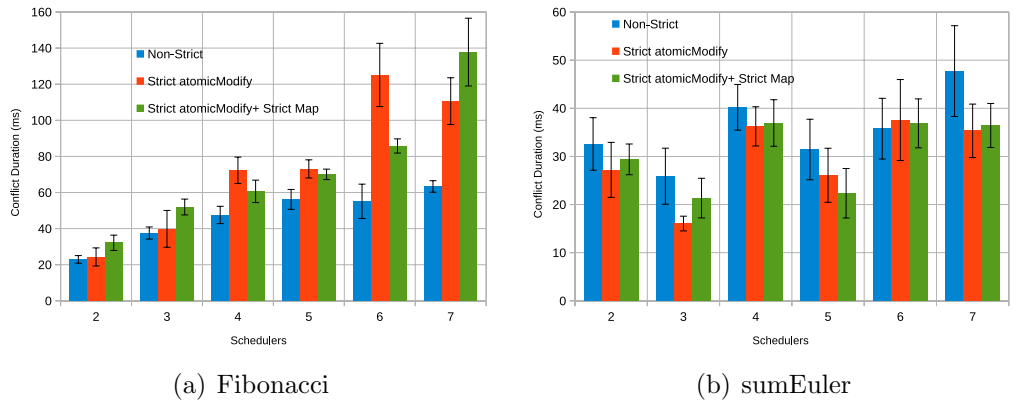 160
140
120
100
80
60
40
20
0
Conflict Duration (ms)
Non-Strict
Strict atomicModify
Strict atomicModify+ Strict Map
2 3 4 5 6 7
Schedulers
(a) Fibonacci
60
50
40
30
20
10
0
Conflict Duration (ms)
Non-Strict
Strict atomicModify
Strict atomicModify+ Strict Map
2 3 4 5 6 7
Schedulers
(b) sumEuler